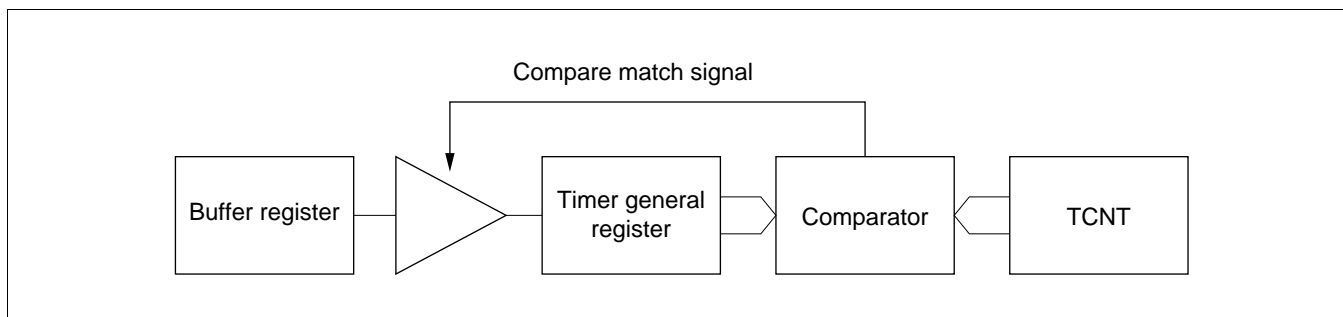 Compare match signal
Buffer register
Timer general
register
Comparator
TCNT